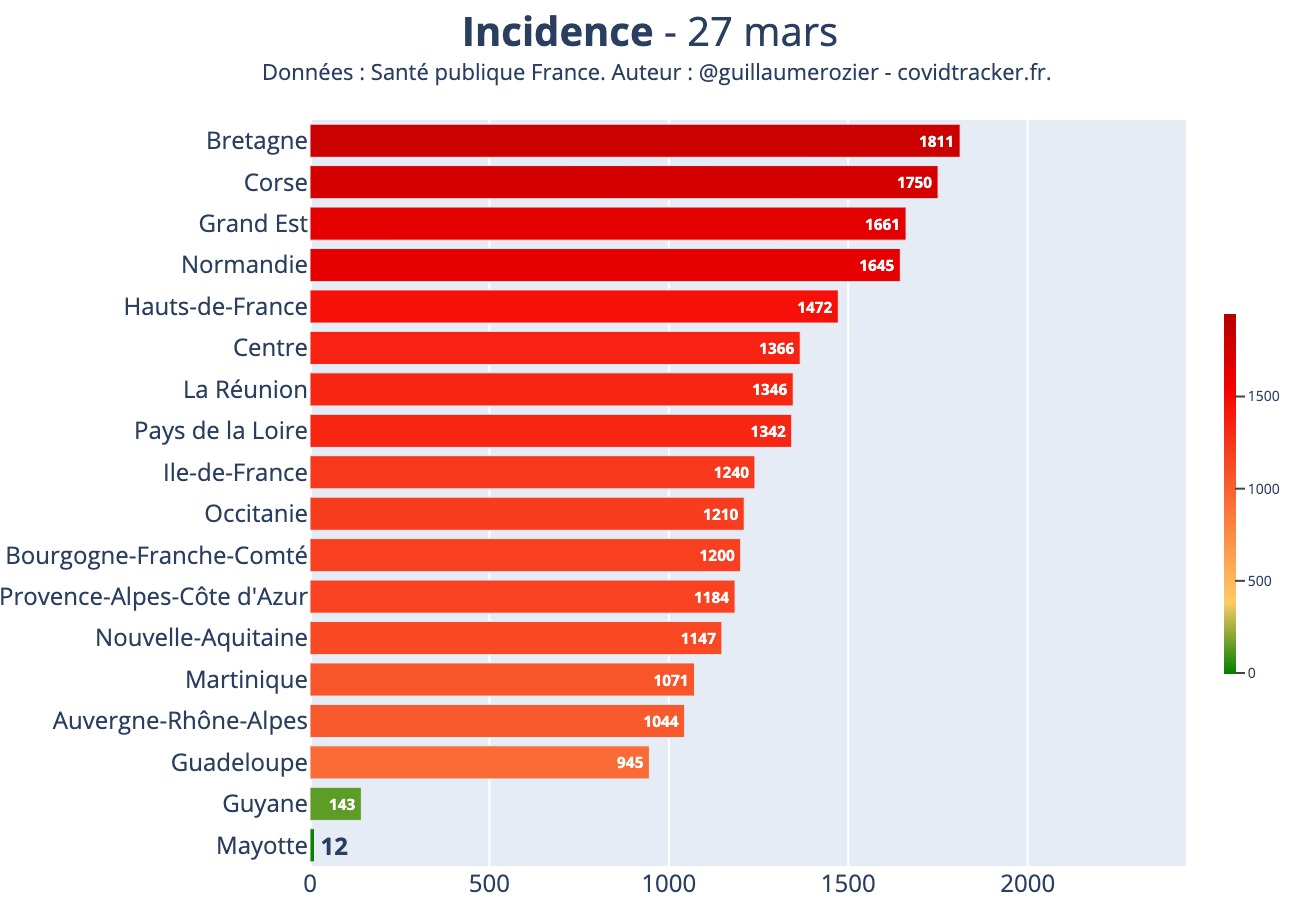 Incidence - 27 mars
Données : Santé publique France. Auteur : @guillaumerozier - covidtracker.fr.
Bretagne 1811
Corse 1750
Grand Est 1661
Normandie 1645
Hauts-de-France 1472
Centre 1366
La Réunion 1346
Pays de la Loire 1342
Ile-de-France 1240
Occitanie 1210
Bourgogne-Franche-Comté 1200
Provence-Alpes-Côte d'Azur 1184
Nouvelle-Aquitaine 1147
Martinique 1071
Auvergne-Rhône-Alpes 1044
Guadeloupe 945
Guyane 143
Mayotte 12
0 500 1000 1500 2000
1500
1000
500
0